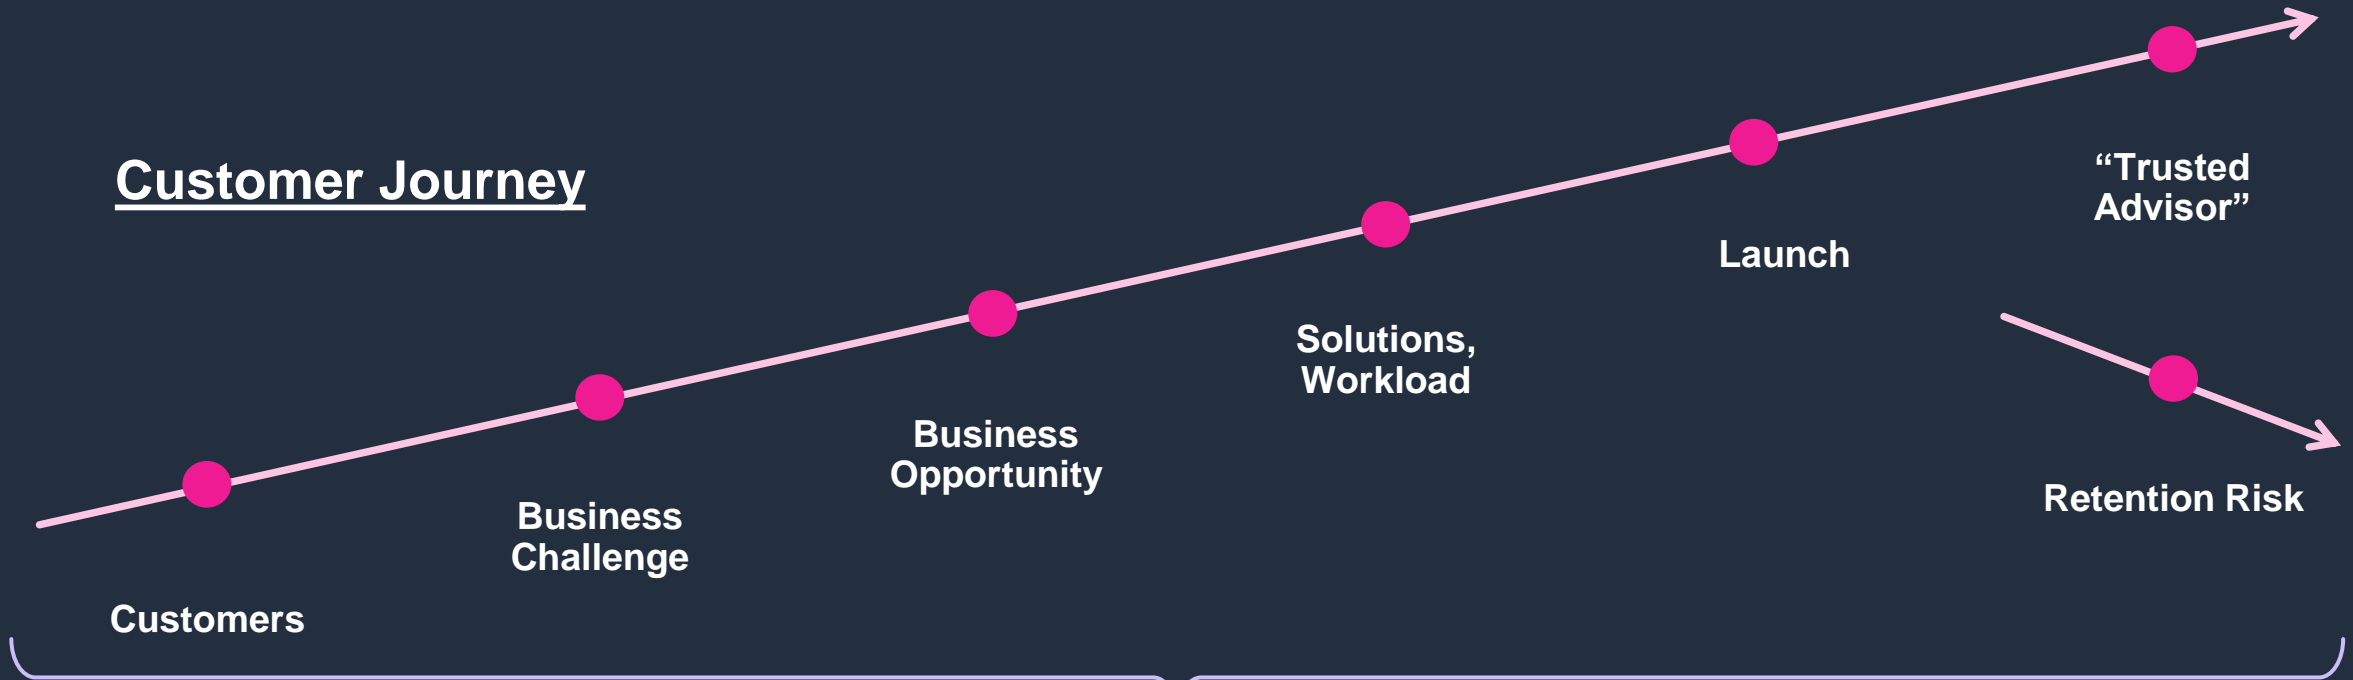 Customer Journey
Customers
Business
Challenge
Business
Opportunity
Solutions,
Workload
Launch
“Trusted
Advisor”
Retention Risk